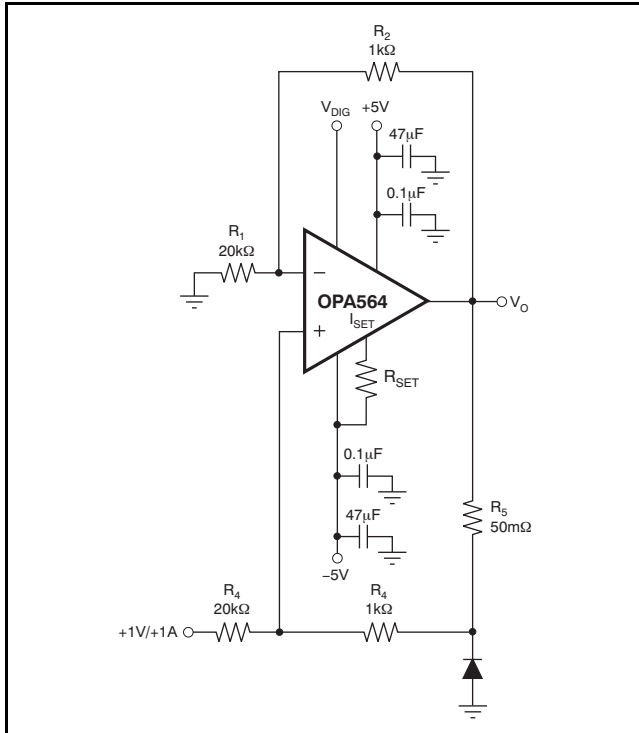 R2
1kΩ
VDIG
+5V
47µF
0.1µF
R1
20kΩ
−
OPA564
VO
ISET
+
RSET
0.1µF
R5
50mΩ
47µF
−5V
R4
20kΩ
R4
1kΩ
+1V/+1A